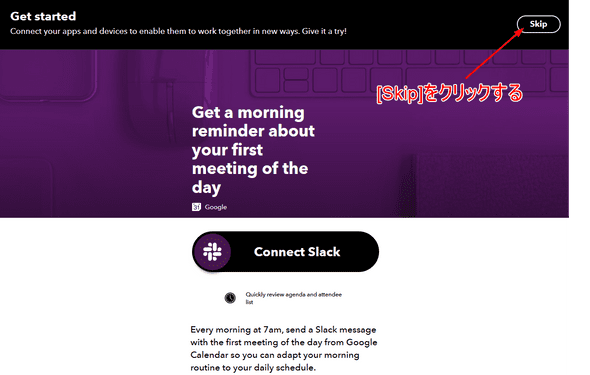 Get started
Connect your apps and devices to enable them to work together in new ways. Give it a try!
Skip
[Skip]をクリックする
Get a morning
reminder about
your first
meeting of the
day
Google
Connect Slack
Quickly review agenda and attendee
list
Every morning at 7am, send a Slack message
with the first meeting of the day from Google
Calendar so you can adapt your morning
routine to your daily schedule.